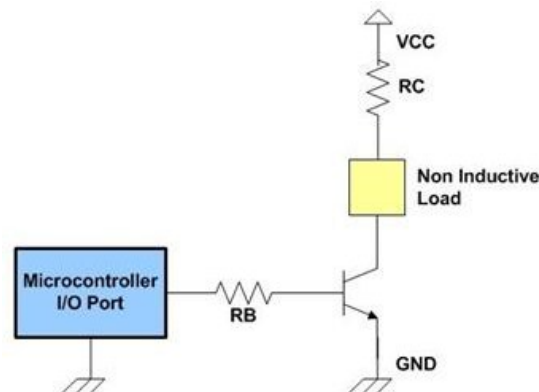 VCC
RC
Non Inductive
Load
Microcontroller
I/O Port
RB
GND